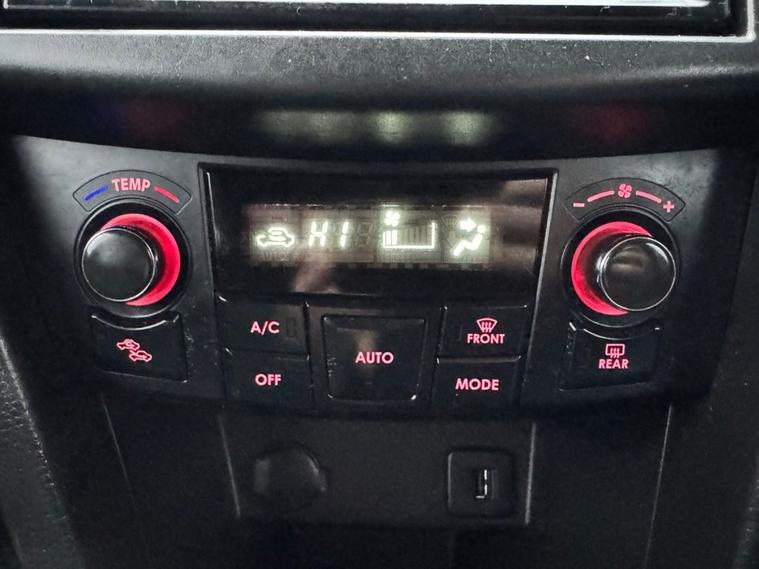 TEMP
- +
HI
A/C
FRONT
AUTO
REAR
OFF
MODE